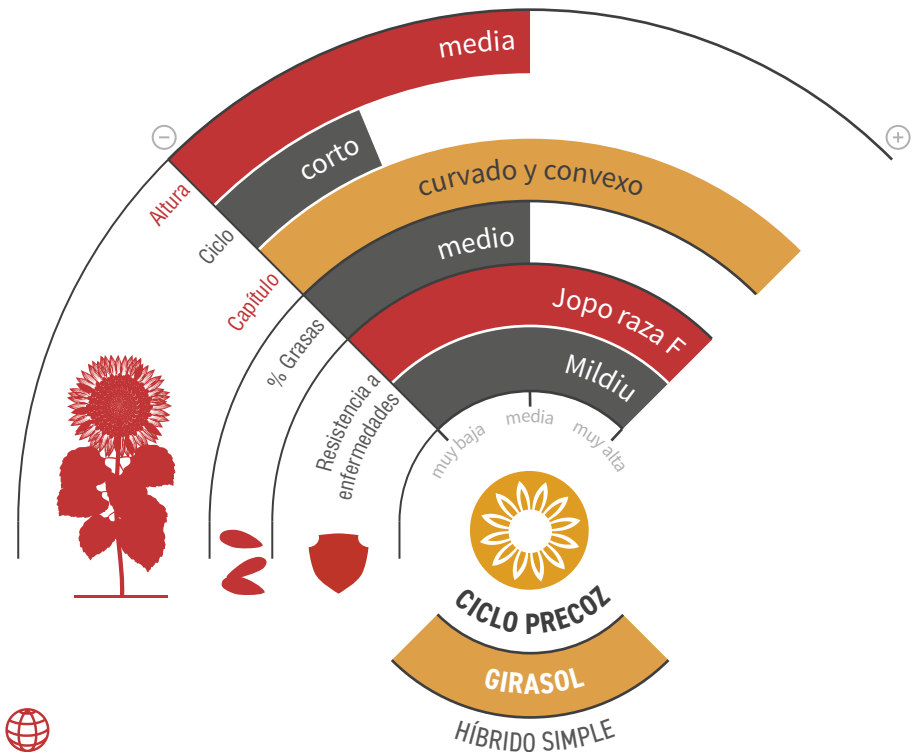 media
−
+
corto
curvado y convexo
medio
Jopo raza F
Mildiu
Altura
Ciclo
Capítulo
% Grasas
Resistencia a
enfermedades
muy baja
media
muy alta
CICLO PRECOZ
GIRASOL
HÍBRIDO SIMPLE